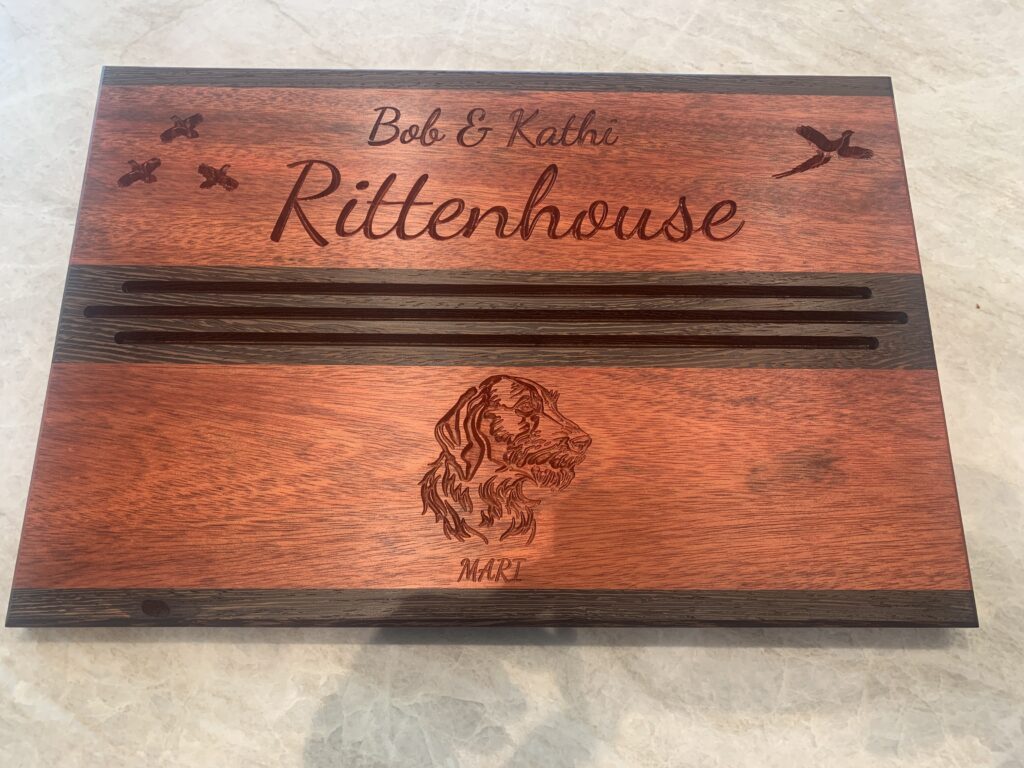 Bob & Kathi
Rittenhouse
MARI